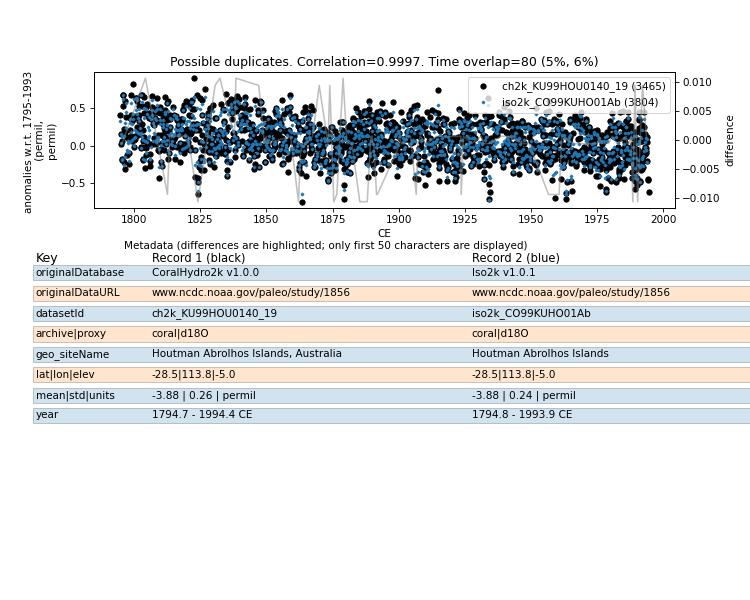 Possible duplicates. Correlation=0.9997. Time overlap=80 (5%, 6%)
ch2k_KU99HOU0140_19 (3465)
iso2k_CO99KUHO01Ab (3804)
anomalies w.r.t. 1795-1993
(permil,
permil)
0.5
0.0
−0.5
0.010
0.005
0.000
−0.005
−0.010
difference
1800 1825 1850 1875 1900 1925 1950 1975 2000
CE
Metadata (differences are highlighted; only first 50 characters are displayed)
Key Record 1 (black) Record 2 (blue)
originalDatabase CoralHydro2k v1.0.0 Iso2k v1.0.1
originalDataURL www.ncdc.noaa.gov/paleo/study/1856 www.ncdc.noaa.gov/paleo/study/1856
datasetId ch2k_KU99HOU0140_19 iso2k_CO99KUHO01Ab
archive|proxy coral|d18O coral|d18O
geo_siteName Houtman Abrolhos Islands, Australia Houtman Abrolhos Islands
lat|lon|elev -28.5|113.8|-5.0 -28.5|113.8|-5.0
mean|std|units -3.88 | 0.26 | permil -3.88 | 0.24 | permil
year 1794.7 - 1994.4 CE 1794.8 - 1993.9 CE